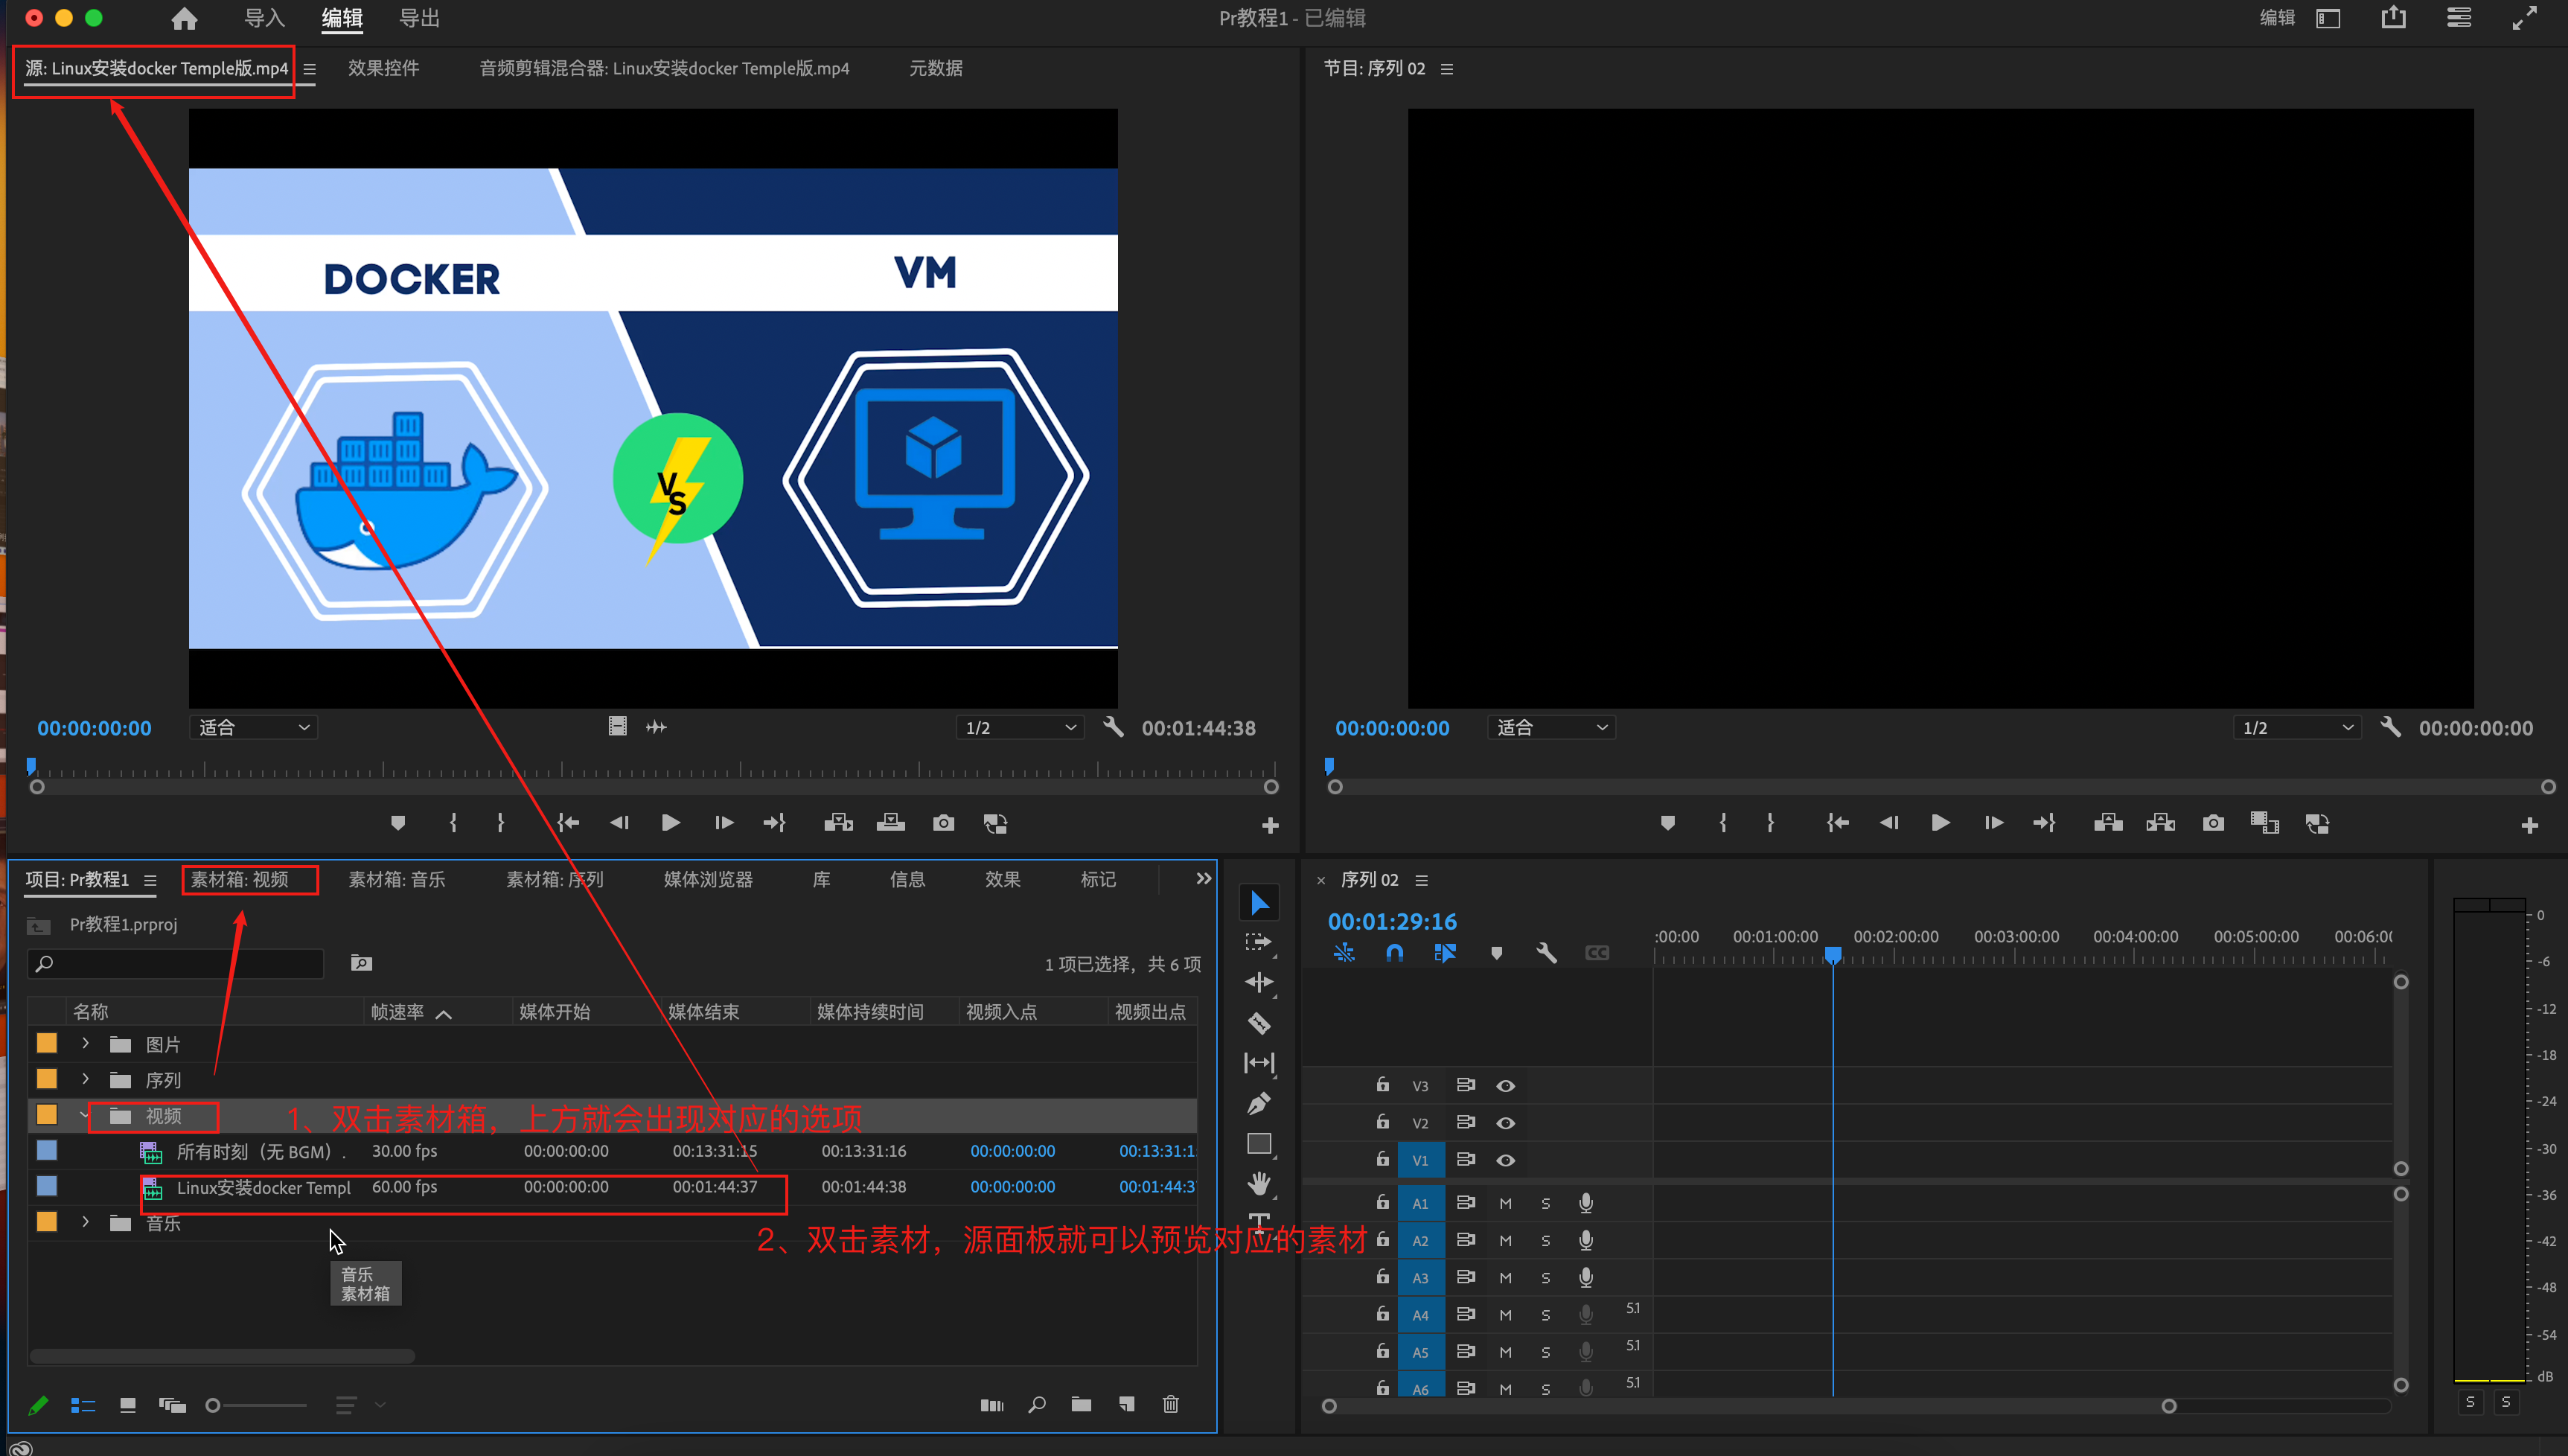 导入 编辑 导出 Pr教程1 - 已编辑 编辑
源: Linux安装docker Temple版.mp4 效果控件 音频剪辑混合器: Linux安装docker Temple版.mp4 元数据 节目: 序列 02
DOCKER VM
VS
00:00:00:00 适合 1/2 00:01:44:38 00:00:00:00 适合 1/2 00:00:00:00
项目: Pr教程1 素材箱: 视频 素材箱: 音乐 素材箱: 序列 媒体浏览器 库 信息 效果 标记
Pr教程1.prproj
1 项已选择，共 6 项
名称 帧速率 媒体开始 媒体结束 媒体持续时间 视频入点 视频出点
图片
序列
视频 1、双击素材箱，上方就会出现对应的选项
所有时刻（无 BGM）. 30.00 fps 00:00:00:00 00:13:31:15 00:13:31:16 00:00:00:00 00:13:31:1
Linux安装docker Templ 60.00 fps 00:00:00:00 00:01:44:37 00:01:44:38 00:00:00:00 00:01:44:3
音乐
2、双击素材，源面板就可以预览对应的素材
音乐
素材箱
× 序列 02
00:01:29:16
:00:00 00:01:00:00 00:02:00:00 00:03:00:00 00:04:00:00 00:05:00:00 00:06:0
CC
V3
V2
V1
A1 M S
A2 M S
A3 M S
A4 M S 5.1
A5 M S 5.1
A6 M S 5.1
0
-6
-12
-18
-24
-30
-36
-42
-48
-54
dB
S S